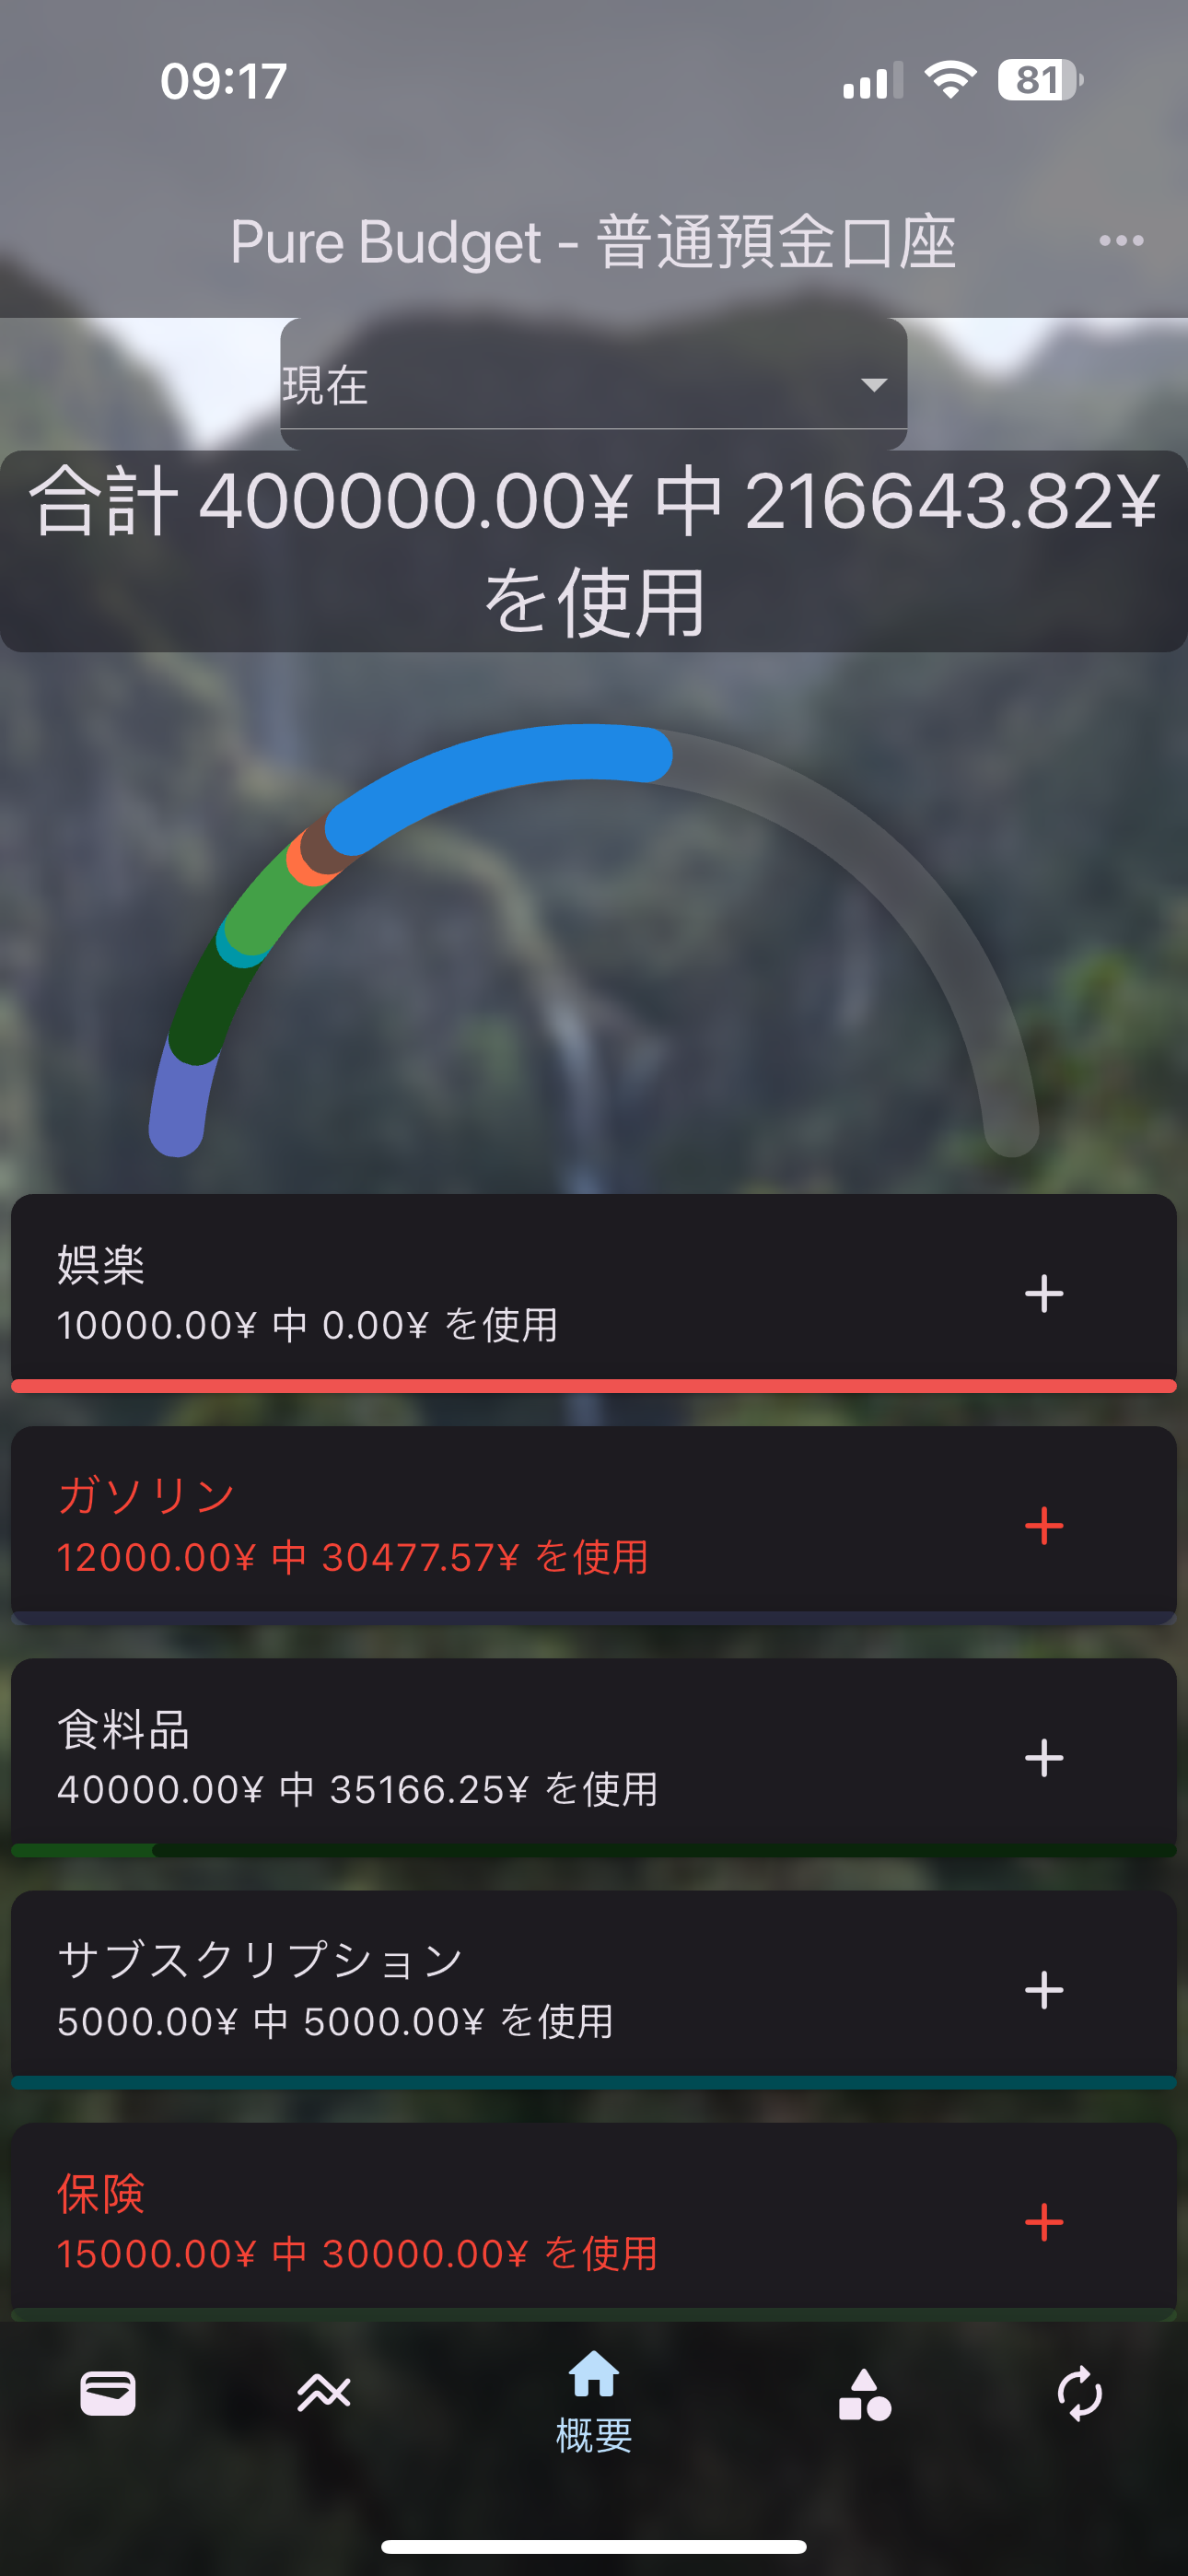 09:17
81
Pure Budget - 普通預金口座
現在
合計 400000.00¥ 中 216643.82¥
を使用
娯楽
10000.00¥ 中 0.00¥ を使用
ガソリン
12000.00¥ 中 30477.57¥ を使用
食料品
40000.00¥ 中 35166.25¥ を使用
サブスクリプション
5000.00¥ 中 5000.00¥ を使用
保険
15000.00¥ 中 30000.00¥ を使用
概要